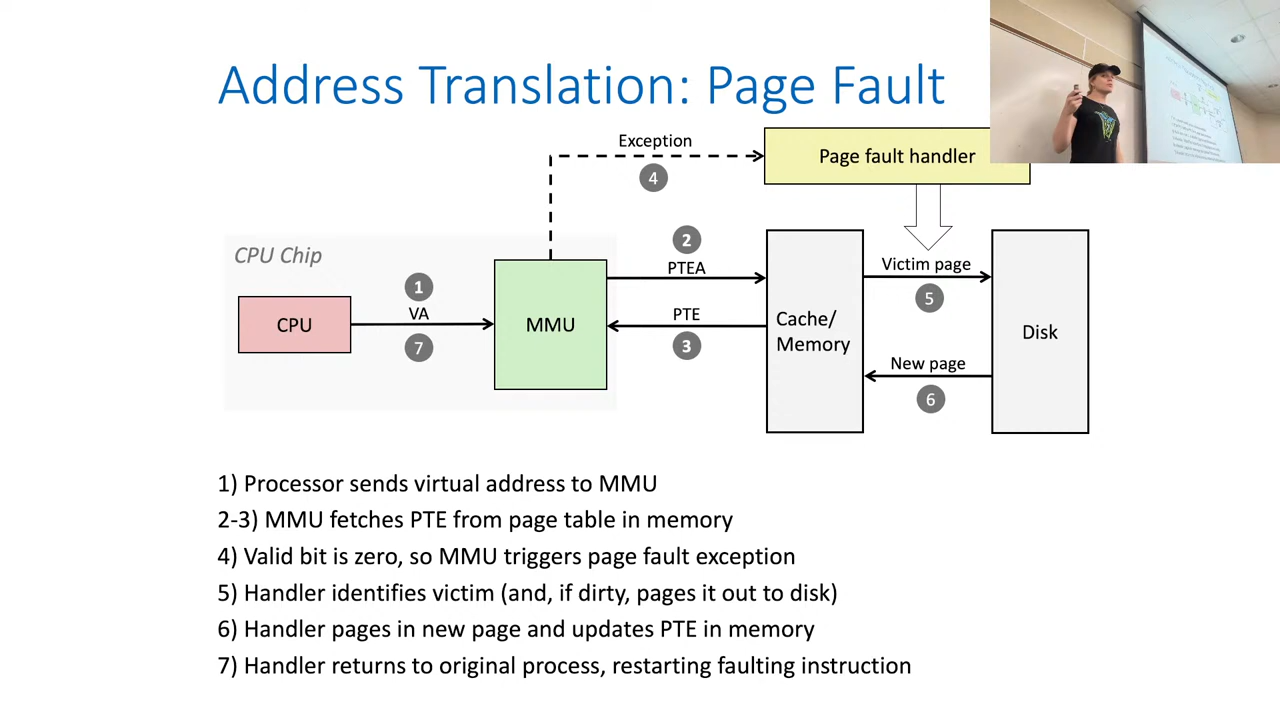 Address Translation: Page Fault
Exception
4
Page fault handler
CPU Chip
2
PTEA
Victim page
5
1
VA
7
CPU
MMU
PTE
3
Cache/
Memory
Disk
New page
6
1) Processor sends virtual address to MMU
2-3) MMU fetches PTE from page table in memory
4) Valid bit is zero, so MMU triggers page fault exception
5) Handler identifies victim (and, if dirty, pages it out to disk)
6) Handler pages in new page and updates PTE in memory
7) Handler returns to original process, restarting faulting instruction